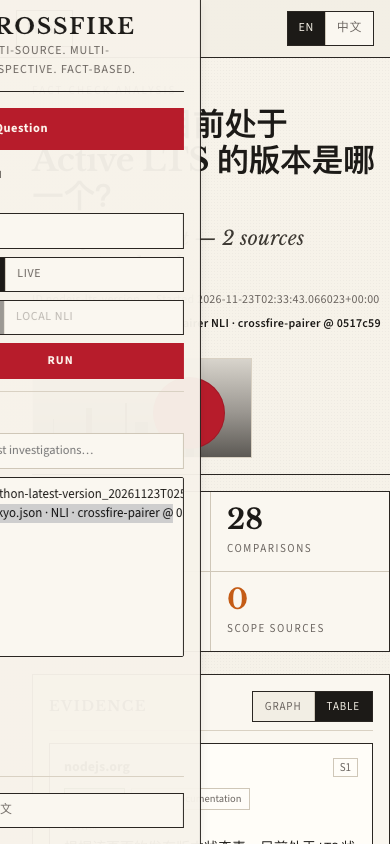 ROSSFIRE
TI-SOURCE. MULTI-
SPECTIVE. FACT-BASED.
Question
LIVE
LOCAL NLI
RUN
st investigations…
thon-latest-version_20261123T025
kyo.json · NLI · crossfire-pairer @ 0
文
EN
中文
前处于
Active LTS 的版本是哪
一个?
— 2 sources
2026-11-23T02:33:43.066023+00:00
er NLI · crossfire-pairer @ 0517c59
28
COMPARISONS
0
SCOPE SOURCES
EVIDENCE
GRAPH
TABLE
nodejs.org
S1
mentation